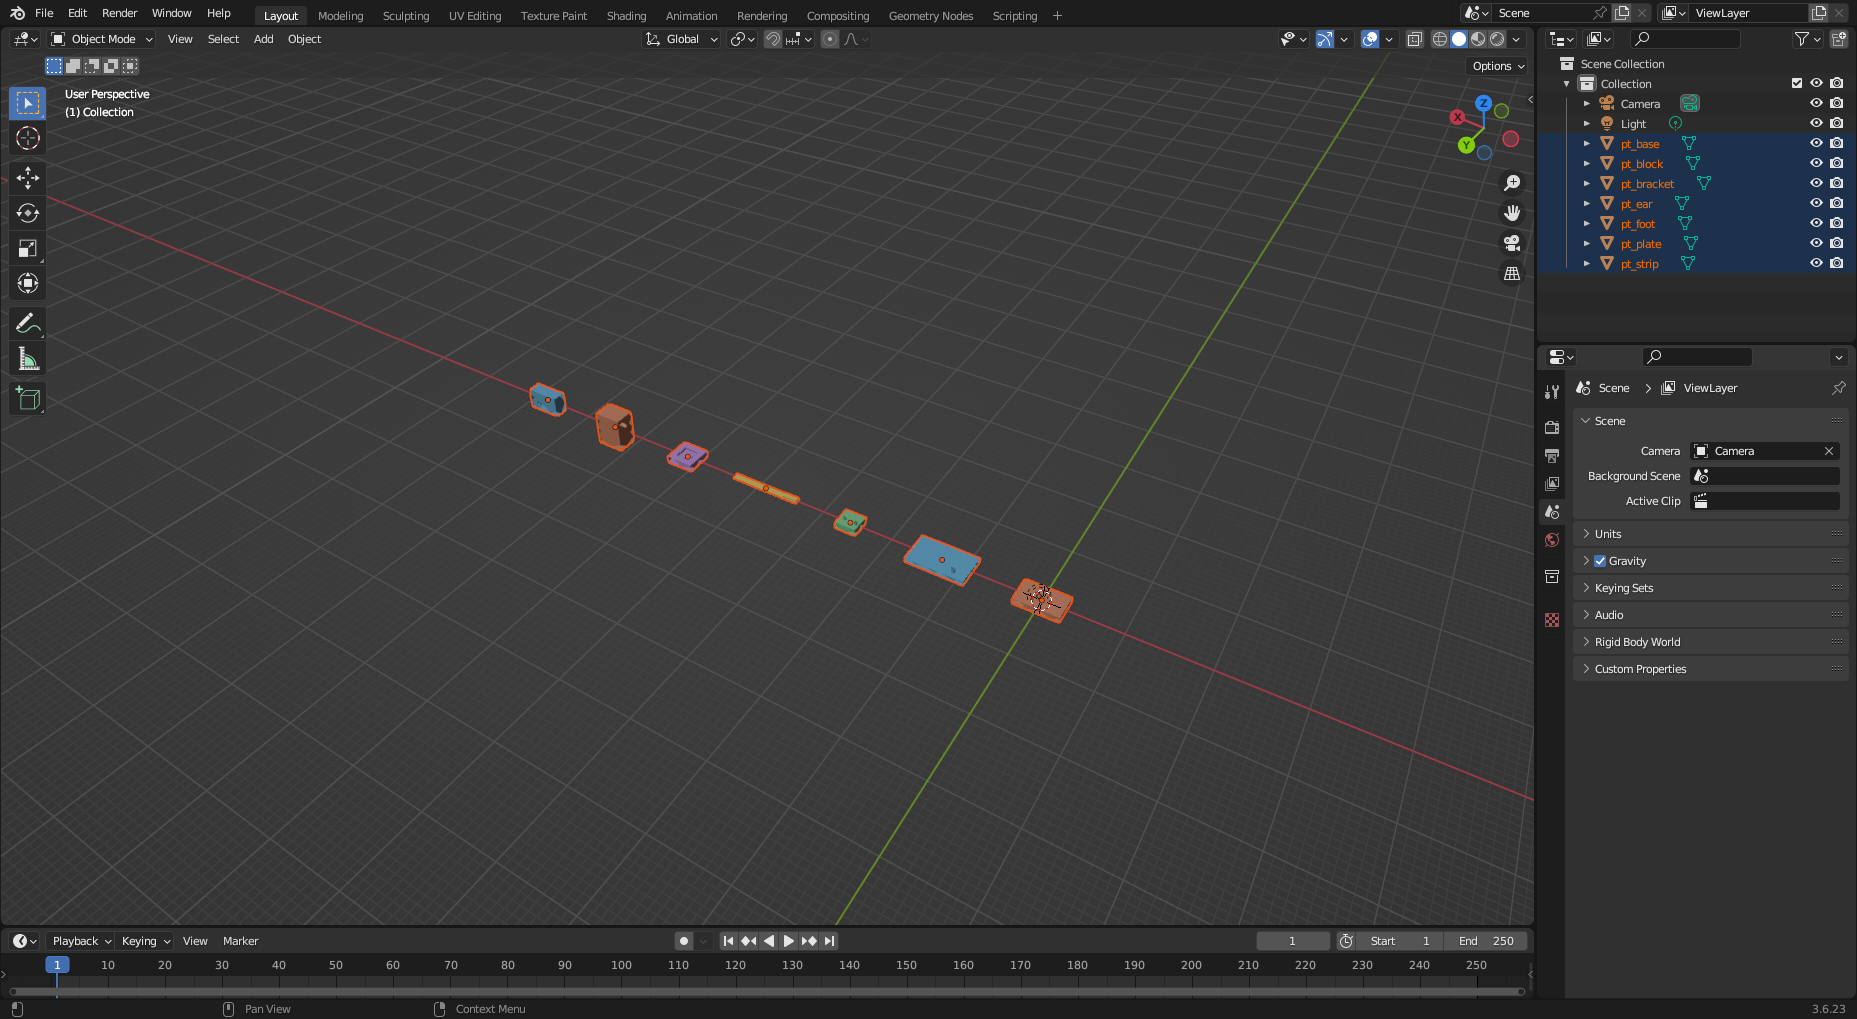 File Edit Render Window Help Layout Modeling Sculpting UV Editing Texture Paint Shading Animation Rendering Compositing Geometry Nodes Scripting Scene ViewLayer
Object Mode View Select Add Object Global
Options
User Perspective
(1) Collection
Z
X
Y
Scene Collection
Collection
Camera
Light
pt_base
pt_block
pt_bracket
pt_ear
pt_foot
pt_plate
pt_strip
Scene ViewLayer
Scene
Camera Camera
Background Scene
Active Clip
Units
Gravity
Keying Sets
Audio
Rigid Body World
Custom Properties
Playback Keying View Marker 1 Start 1 End 250
1 10 20 30 40 50 60 70 80 90 100 110 120 130 140 150 160 170 180 190 200 210 220 230 240 250
Pan View Context Menu 3.6.23